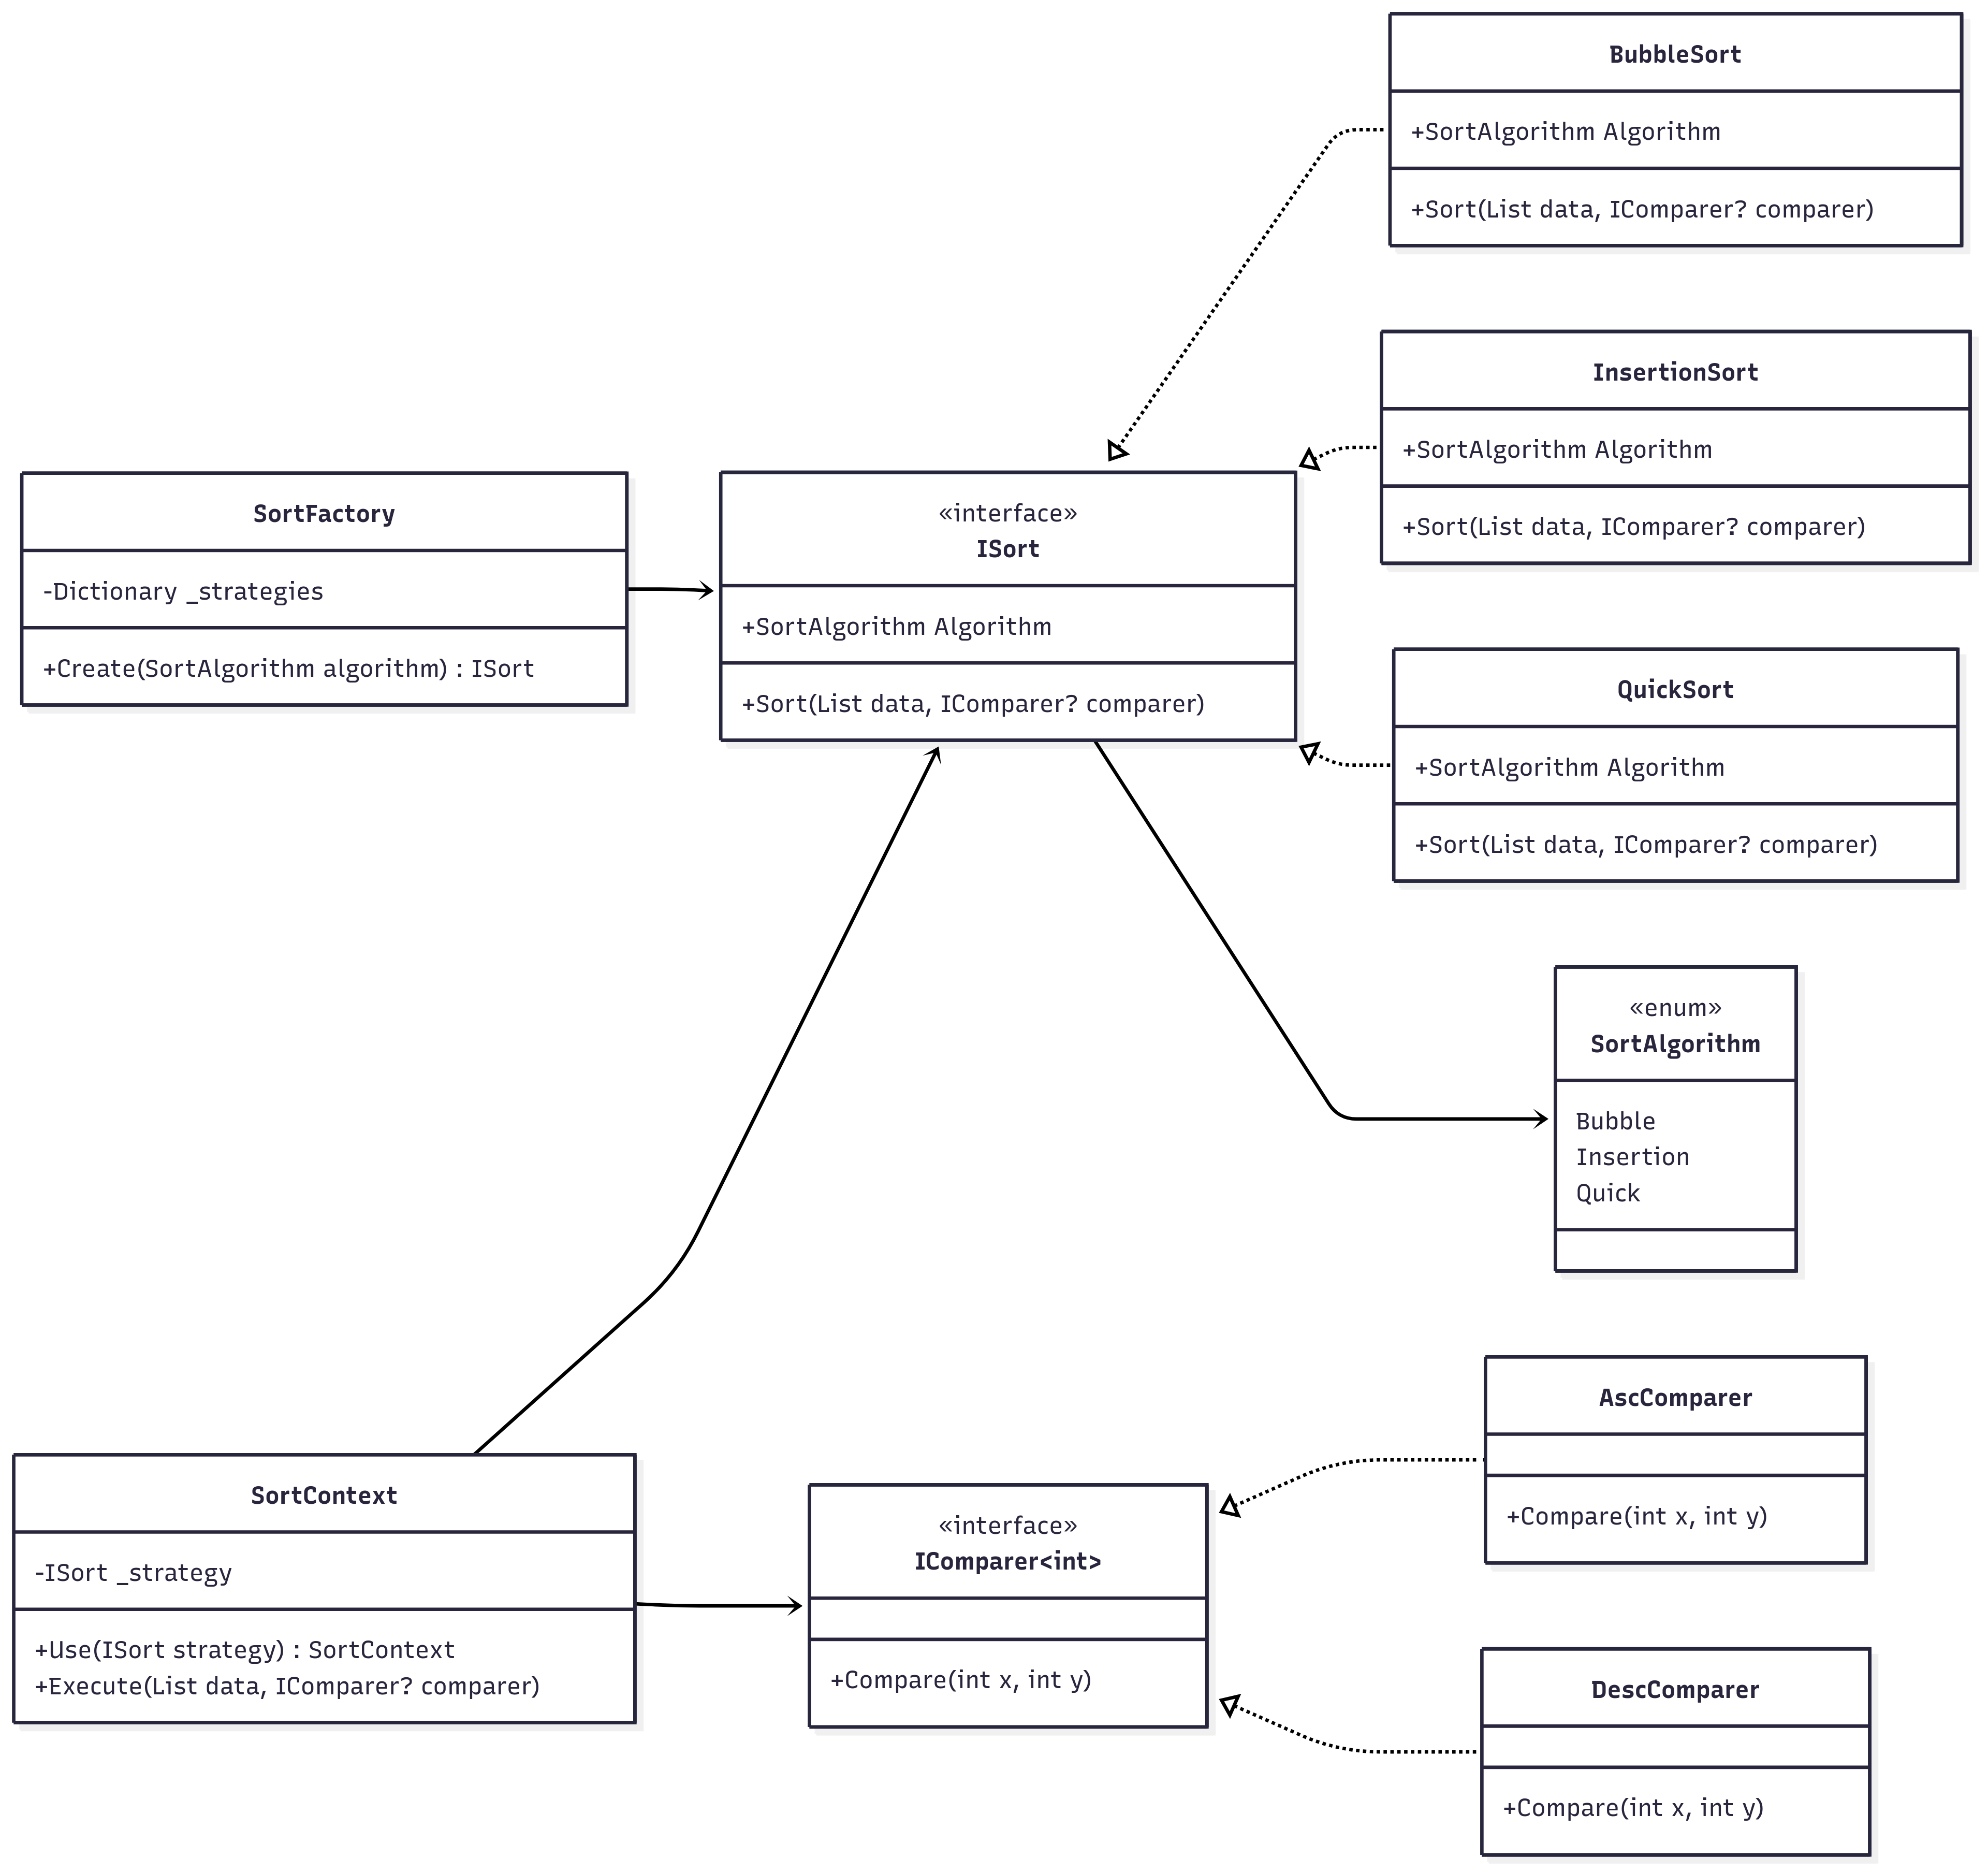 BubbleSort
+SortAlgorithm Algorithm
+Sort(List data, IComparer? comparer)
InsertionSort
+SortAlgorithm Algorithm
+Sort(List data, IComparer? comparer)
SortFactory
-Dictionary _strategies
+Create(SortAlgorithm algorithm) : ISort
«interface»
ISort
+SortAlgorithm Algorithm
+Sort(List data, IComparer? comparer)
QuickSort
+SortAlgorithm Algorithm
+Sort(List data, IComparer? comparer)
«enum»
SortAlgorithm
Bubble
Insertion
Quick
SortContext
-ISort _strategy
+Use(ISort strategy) : SortContext
+Execute(List data, IComparer? comparer)
«interface»
IComparer<int>
+Compare(int x, int y)
AscComparer
+Compare(int x, int y)
DescComparer
+Compare(int x, int y)